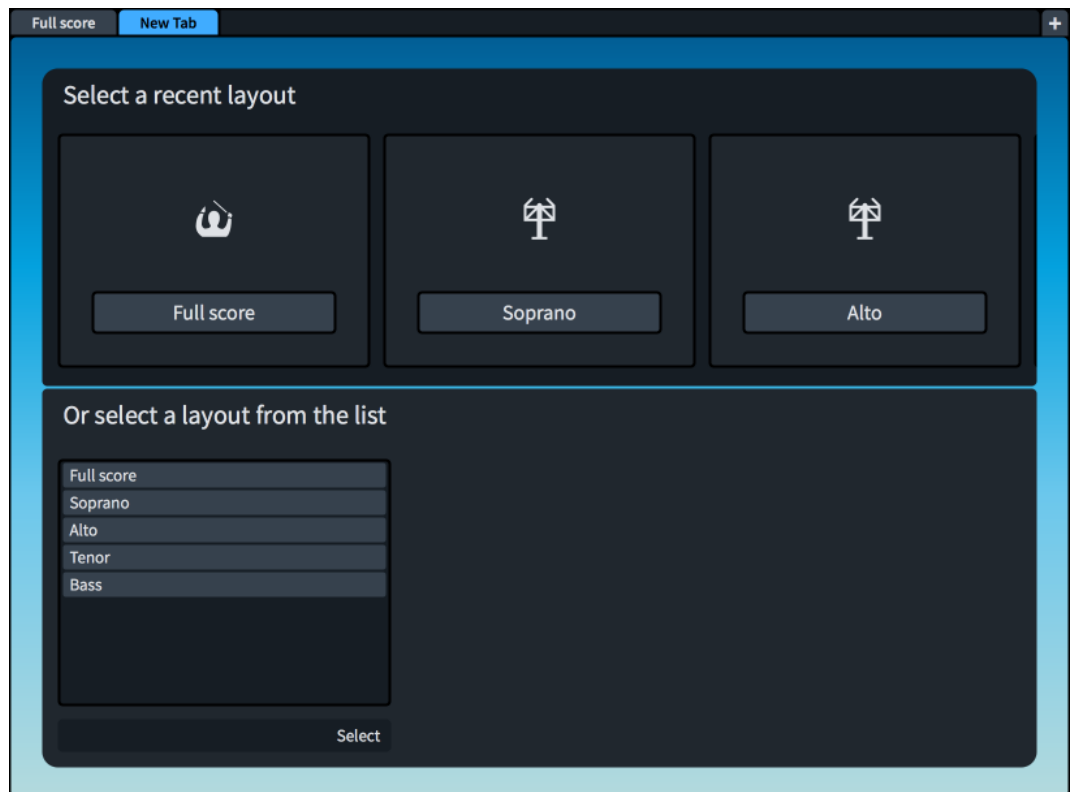 Full score New Tab +
Select a recent layout
Full score Soprano Alto
Or select a layout from the list
Full score
Soprano
Alto
Tenor
Bass
Select